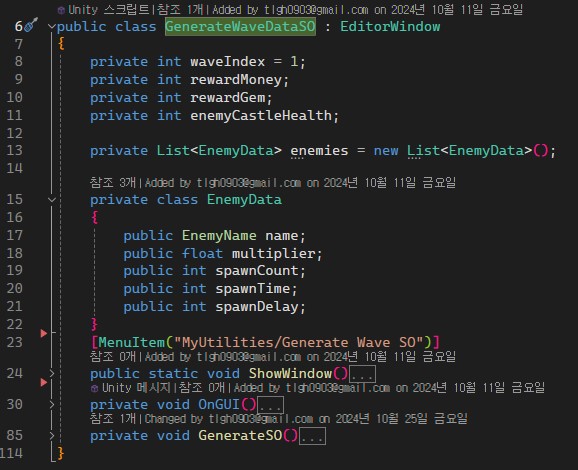 Unity 스크립트|참조 1개|Added by tlgh0903@gmail.com on 2024년 10월 11일 금요일
6 public class GenerateWaveDataSO : EditorWindow
7 {
8 private int waveIndex = 1;
9 private int rewardMoney;
10 private int rewardGem;
11 private int enemyCastleHealth;
12
13 private List<EnemyData> enemies = new List<EnemyData>();
14
참조 3개|Added by tlgh0903@gmail.com on 2024년 10월 11일 금요일
15 private class EnemyData
16 {
17 public EnemyName name;
18 public float multiplier;
19 public int spawnCount;
20 public int spawnTime;
21 public int spawnDelay;
22 }
23 [MenuItem("MyUtilities/Generate Wave SO")]
참조 0개|Added by tlgh0903@gmail.com on 2024년 10월 11일 금요일
24 public static void ShowWindow()...
Unity 메시지|참조 0개|Added by tlgh0903@gmail.com on 2024년 10월 11일 금요일
30 private void OnGUI()...
참조 1개|Changed by tlgh0903@gmail.com on 2024년 10월 25일 금요일
85 private void GenerateSO()...
114 }